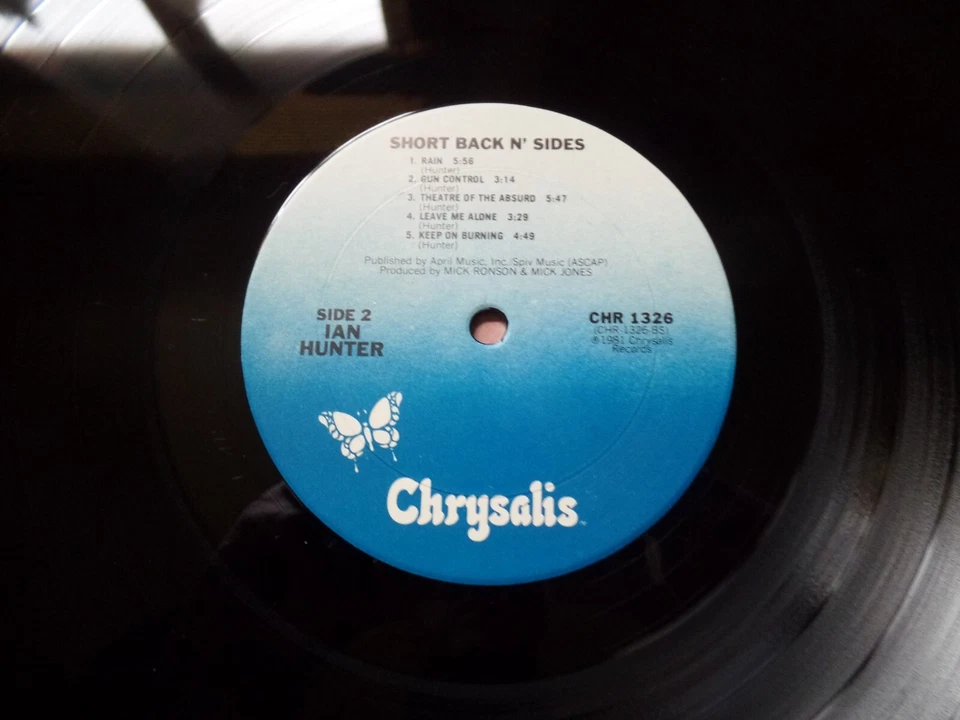 SHORT BACK N' SIDES
1. RAIN 5:56
(Hunter)
2. GUN CONTROL 3:14
(Hunter)
3. THEATRE OF THE ABSURD 5:47
(Hunter)
4. LEAVE ME ALONE 3:29
(Hunter)
5. KEEP ON BURNING 4:49
(Hunter)
Published by April Music, Inc./Spiv Music (ASCAP)
Produced by MICK RONSON & MICK JONES
SIDE 2
IAN
HUNTER
CHR 1326
(CHR-1326-BS)
℗1981 Chrysalis
Records
Chrysalis